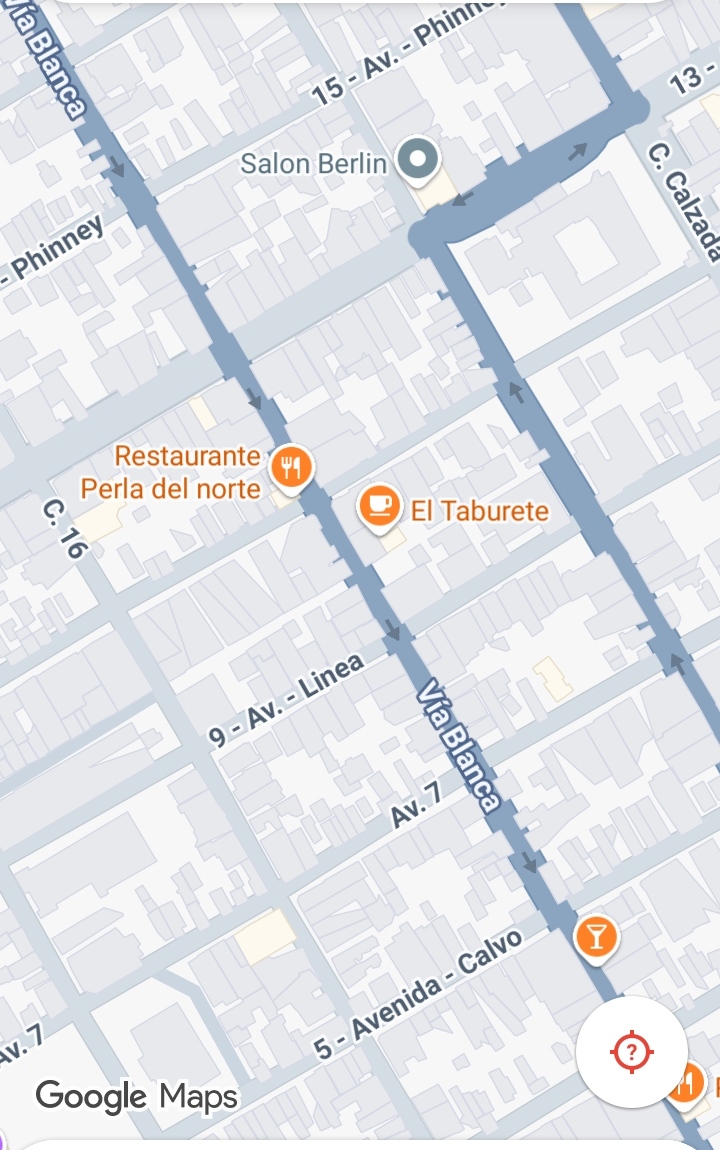 Vía Blanca
15 - Av. - Phinney
13 -
Salon Berlin
C. Calzada
- Phinney
Restaurante
Perla del norte
El Taburete
C. 16
9 - Av. - Linea
Vía Blanca
Av. 7
5 - Avenida - Calvo
Av. 7
?
Google Maps